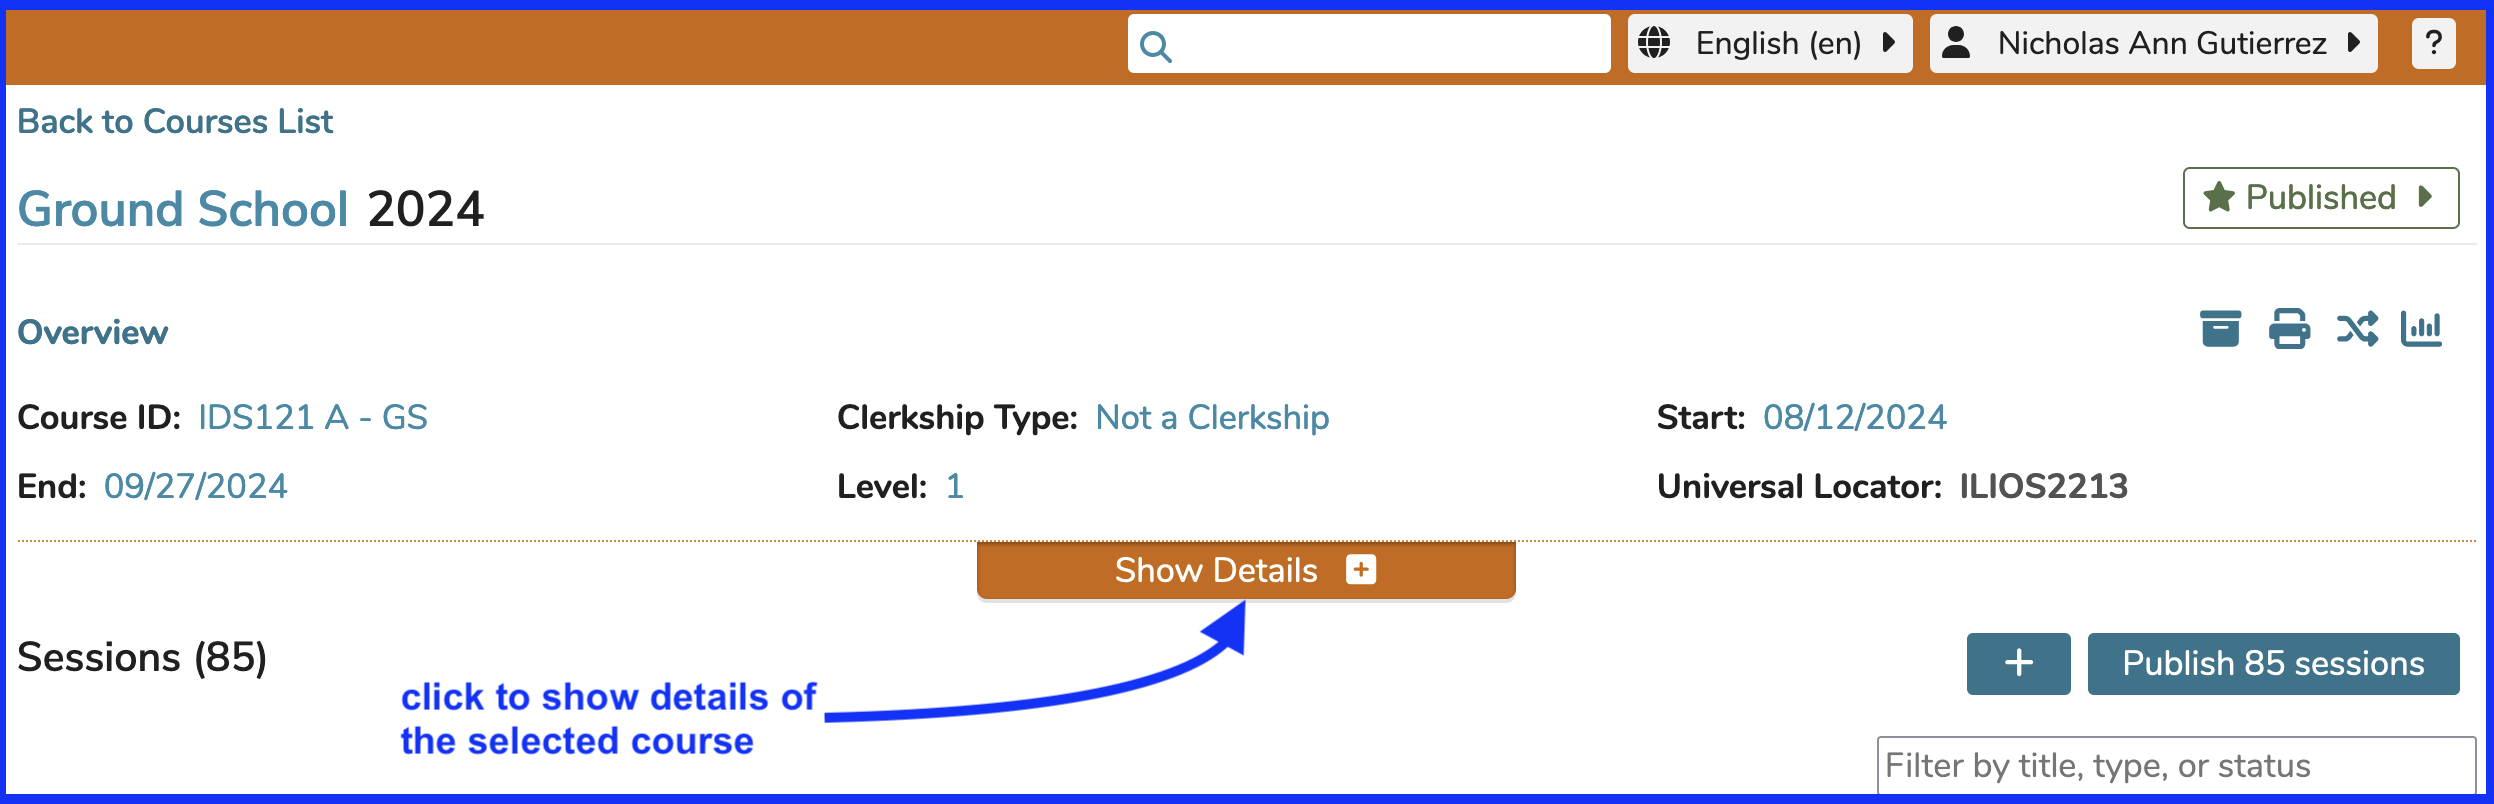 English (en) Nicholas Ann Gutierrez ?
Back to Courses List
Ground School 2024
Published
Overview
Course ID: IDS121 A - GS Clerkship Type: Not a Clerkship Start: 08/12/2024
End: 09/27/2024 Level: 1 Universal Locator: ILIOS2213
Show Details
Sessions (85)
+ Publish 85 sessions
click to show details of
the selected course
Filter by title, type, or status